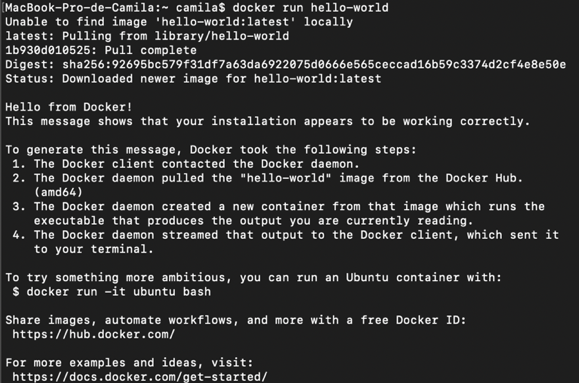 [MacBook-Pro-de-Camila:~ camila$ docker run hello-world
Unable to find image 'hello-world:latest' locally
latest: Pulling from library/hello-world
1b930d010525: Pull complete
Digest: sha256:92695bc579f31df7a63da6922075d0666e565ceccad16b59c3374d2cf4e8e50e
Status: Downloaded newer image for hello-world:latest

Hello from Docker!
This message shows that your installation appears to be working correctly.

To generate this message, Docker took the following steps:
 1. The Docker client contacted the Docker daemon.
 2. The Docker daemon pulled the "hello-world" image from the Docker Hub.
    (amd64)
 3. The Docker daemon created a new container from that image which runs the
    executable that produces the output you are currently reading.
 4. The Docker daemon streamed that output to the Docker client, which sent it
    to your terminal.

To try something more ambitious, you can run an Ubuntu container with:
 $ docker run -it ubuntu bash

Share images, automate workflows, and more with a free Docker ID:
 https://hub.docker.com/

For more examples and ideas, visit:
 https://docs.docker.com/get-started/